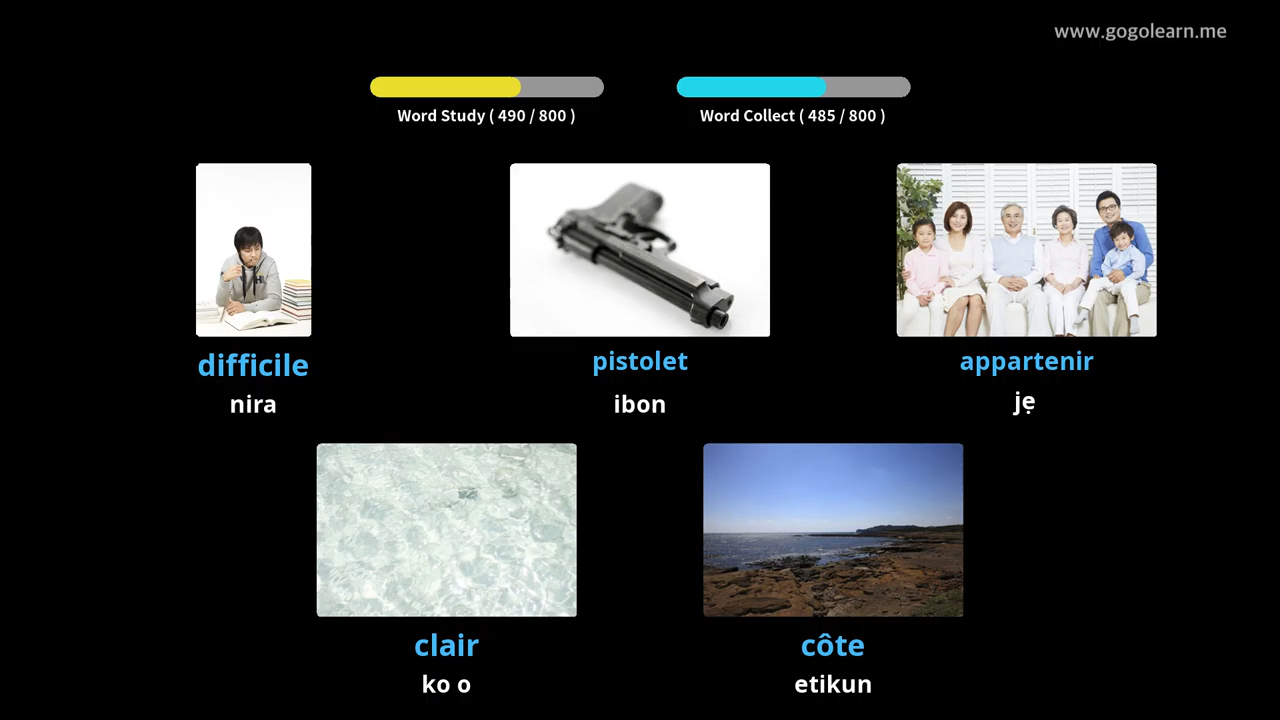 www.gogolearn.me
Word Study ( 490 / 800 )
Word Collect ( 485 / 800 )
difficile
nira
pistolet
ibon
appartenir
jẹ
clair
ko o
côte
etikun